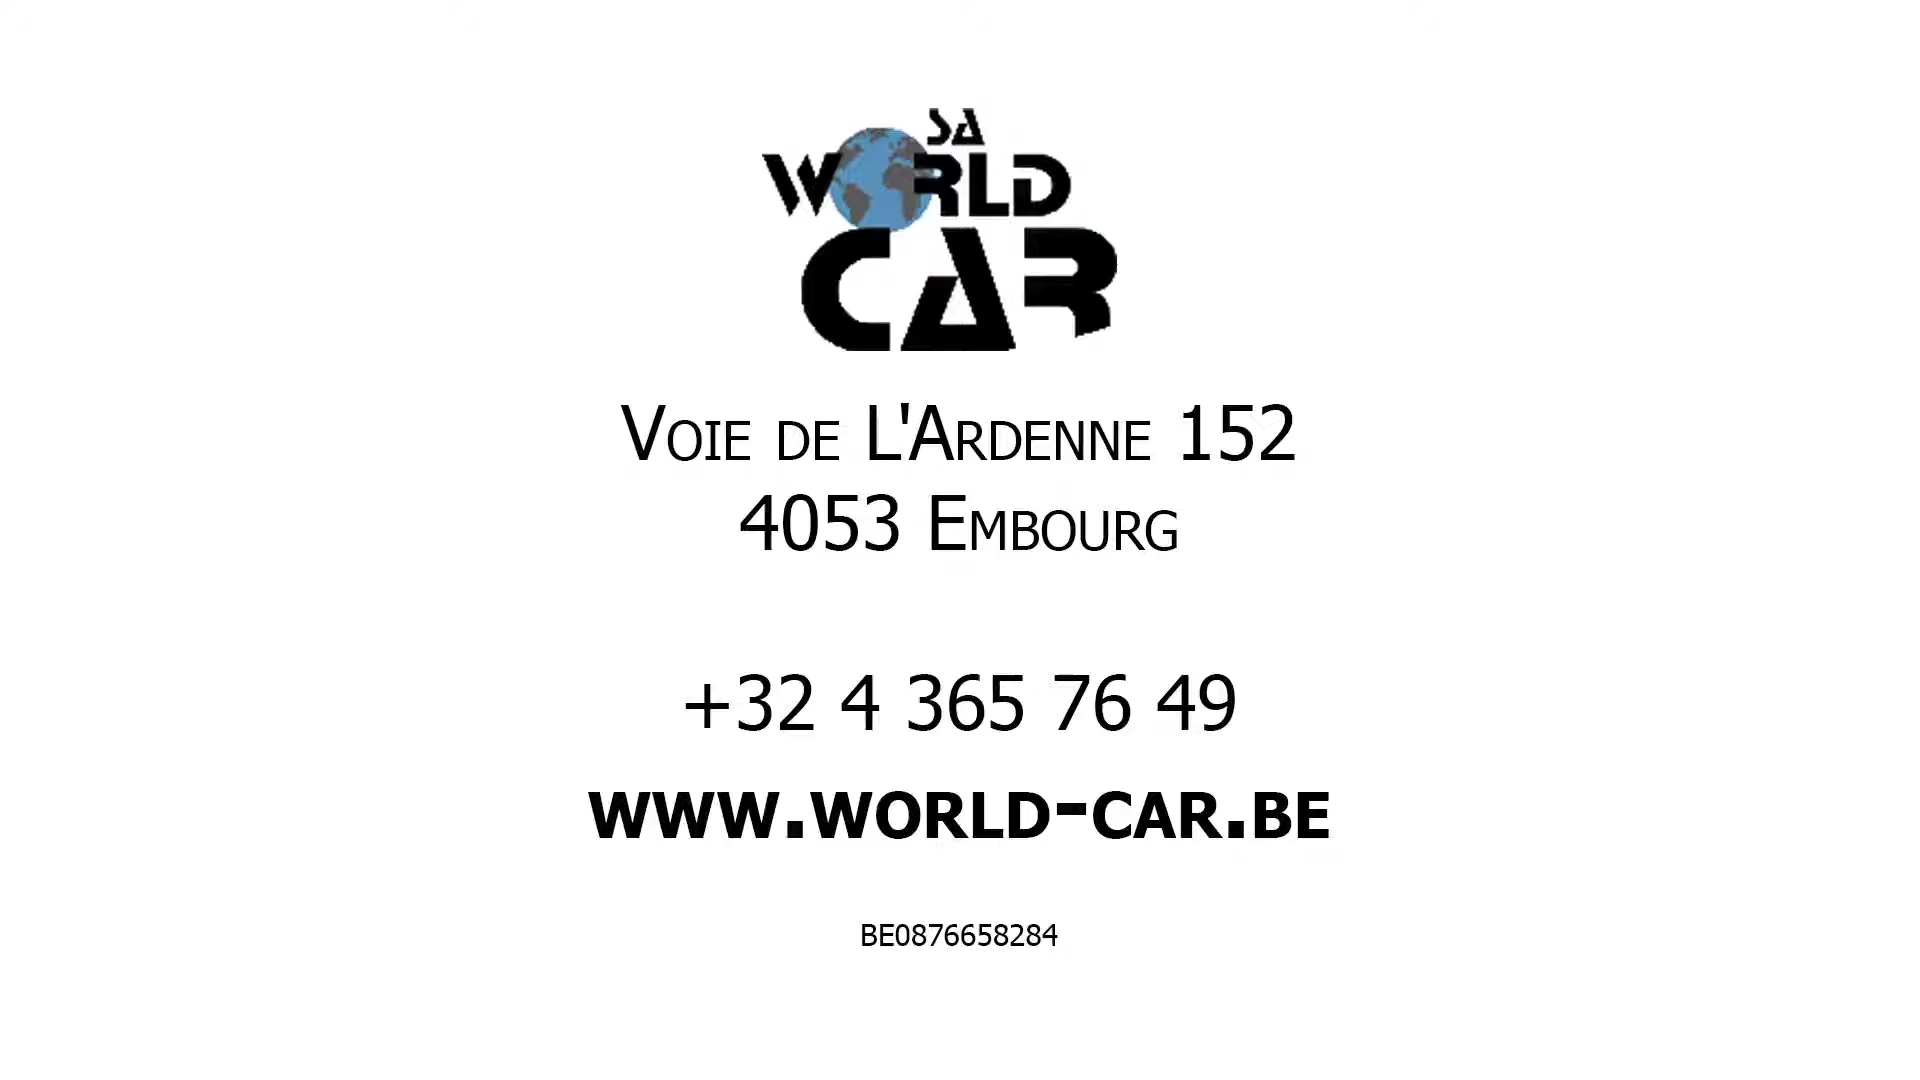 SA
WORLD
CAR
Voie de L'Ardenne 152
4053 Embourg
+32 4 365 76 49
www.world-car.be
BE0876658284